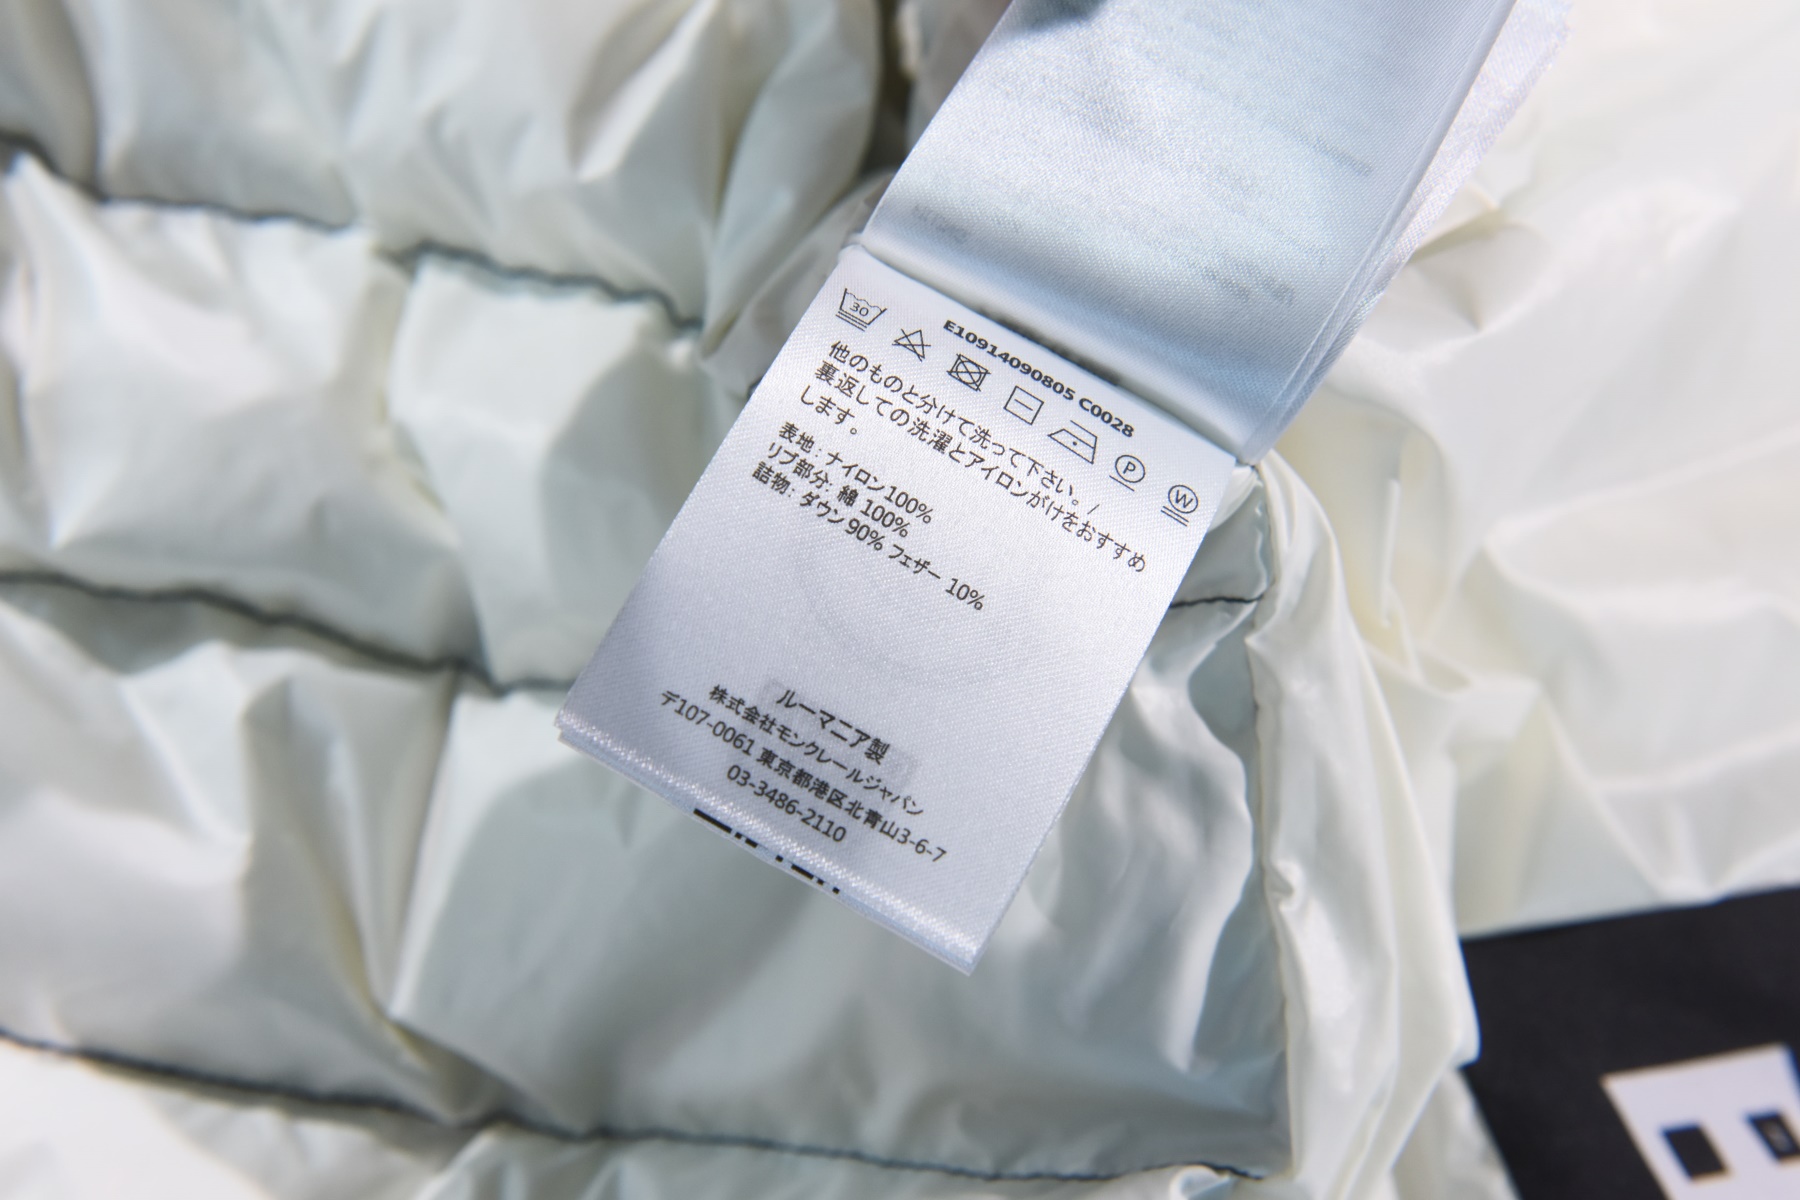 E10914090805 C0028
30
P
W
他のものと分けて洗って下さい。/
裏返しての洗濯とアイロンがけをおすすめ
します。
表地: ナイロン100%
リブ部分: 綿 100%
詰物: ダウン 90% フェザー 10%
ルーマニア製
株式会社モンクレールジャパン
〒107-0061 東京都港区北青山3-6-7
03-3486-2110